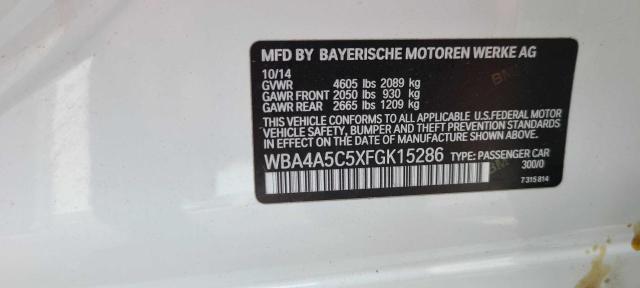 MFD BY BAYERISCHE MOTOREN WERKE AG
10/14
GVWR 4605 lbs 2089 kg
GAWR FRONT 2050 lbs 930 kg
GAWR REAR 2665 lbs 1209 kg
THIS VEHICLE CONFORMS TO ALL APPLICABLE U.S.FEDERAL MOTOR
VEHICLE SAFETY, BUMPER, AND THEFT PREVENTION STANDARDS
IN EFFECT ON THE DATE OF MANUFACTURE SHOWN ABOVE.
WBA4A5C5XFGK15286 TYPE: PASSENGER CAR
300/0
7315814